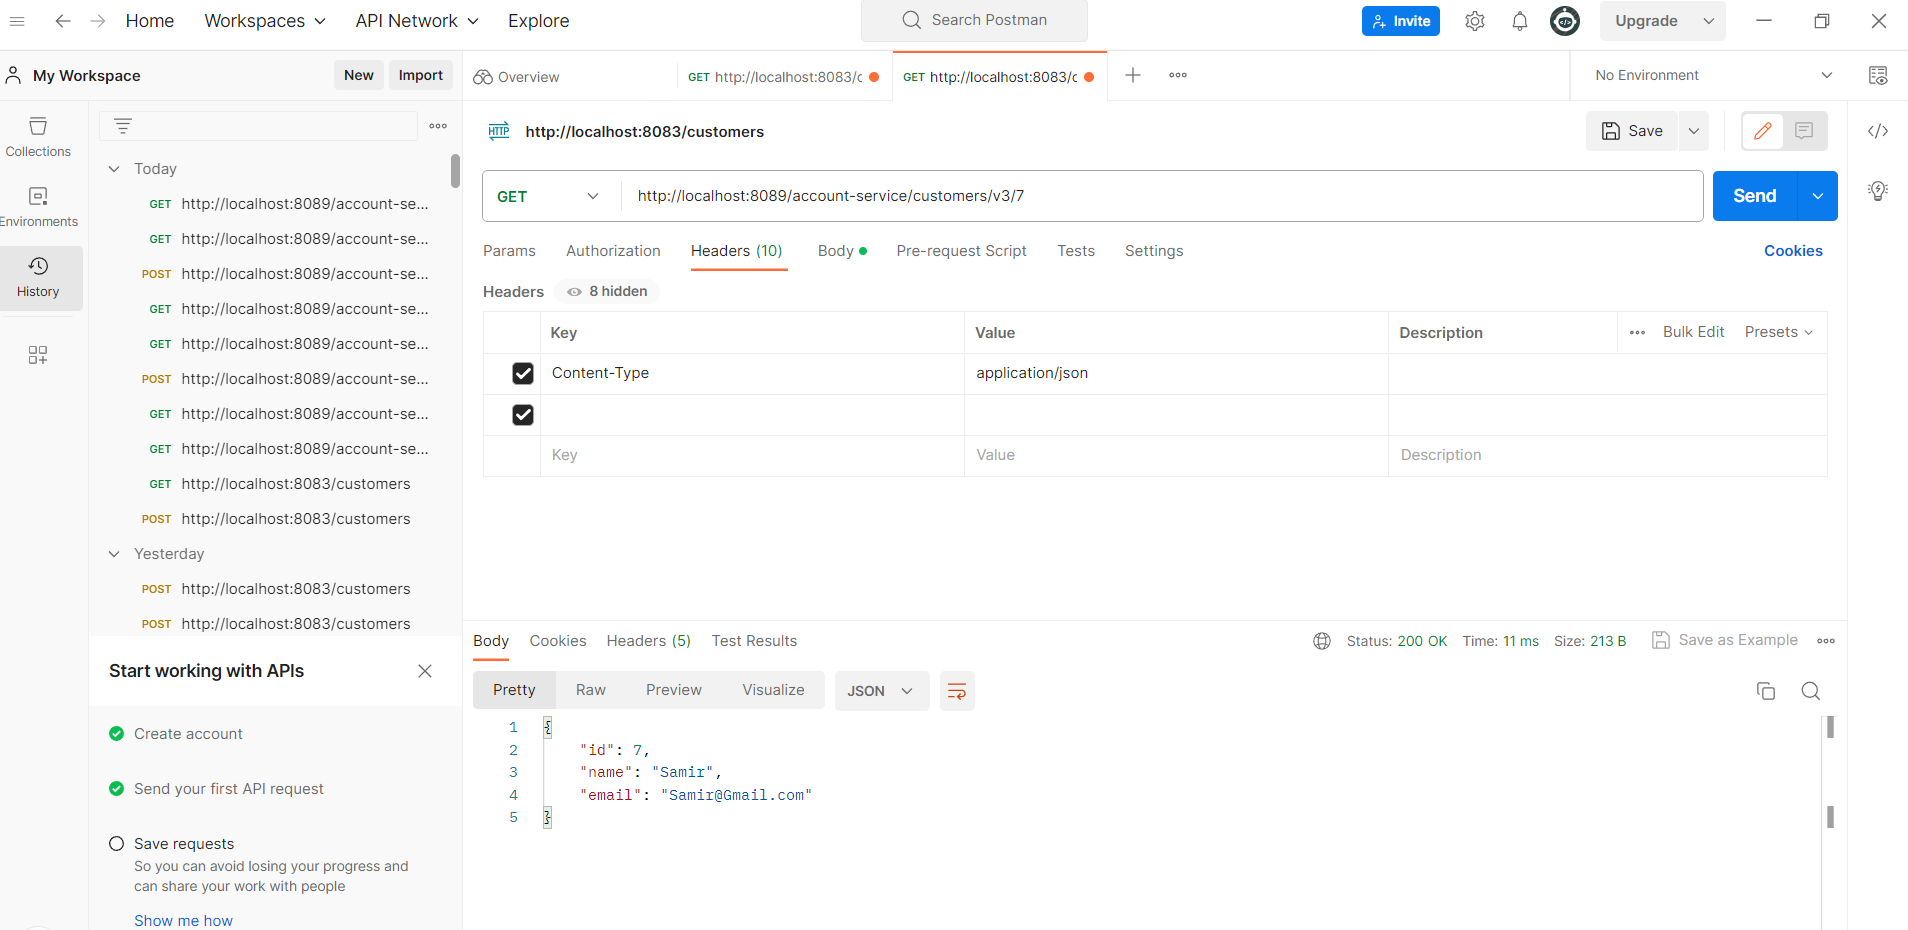 Home Workspaces API Network Explore Search Postman Invite Upgrade
My Workspace New Import Overview GET http://localhost:8083/c GET http://localhost:8083/c No Environment
Collections
Environments
History
Today
GET http://localhost:8089/account-se...
GET http://localhost:8089/account-se...
POST http://localhost:8089/account-se...
GET http://localhost:8089/account-se...
GET http://localhost:8089/account-se...
POST http://localhost:8089/account-se...
GET http://localhost:8089/account-se...
GET http://localhost:8089/account-se...
GET http://localhost:8083/customers
POST http://localhost:8083/customers
Yesterday
POST http://localhost:8083/customers
POST http://localhost:8083/customers
Start working with APIs
Create account
Send your first API request
Save requests
So you can avoid losing your progress and
can share your work with people
Show me how
HTTP http://localhost:8083/customers Save
GET http://localhost:8089/account-service/customers/v3/7 Send
Params Authorization Headers (10) Body Pre-request Script Tests Settings Cookies
Headers 8 hidden
Key Value Description Bulk Edit Presets
Content-Type application/json
Key Value Description
Body Cookies Headers (5) Test Results Status: 200 OK Time: 11 ms Size: 213 B Save as Example
Pretty Raw Preview Visualize JSON
1 {
2 "id": 7,
3 "name": "Samir",
4 "email": "Samir@Gmail.com"
5 }